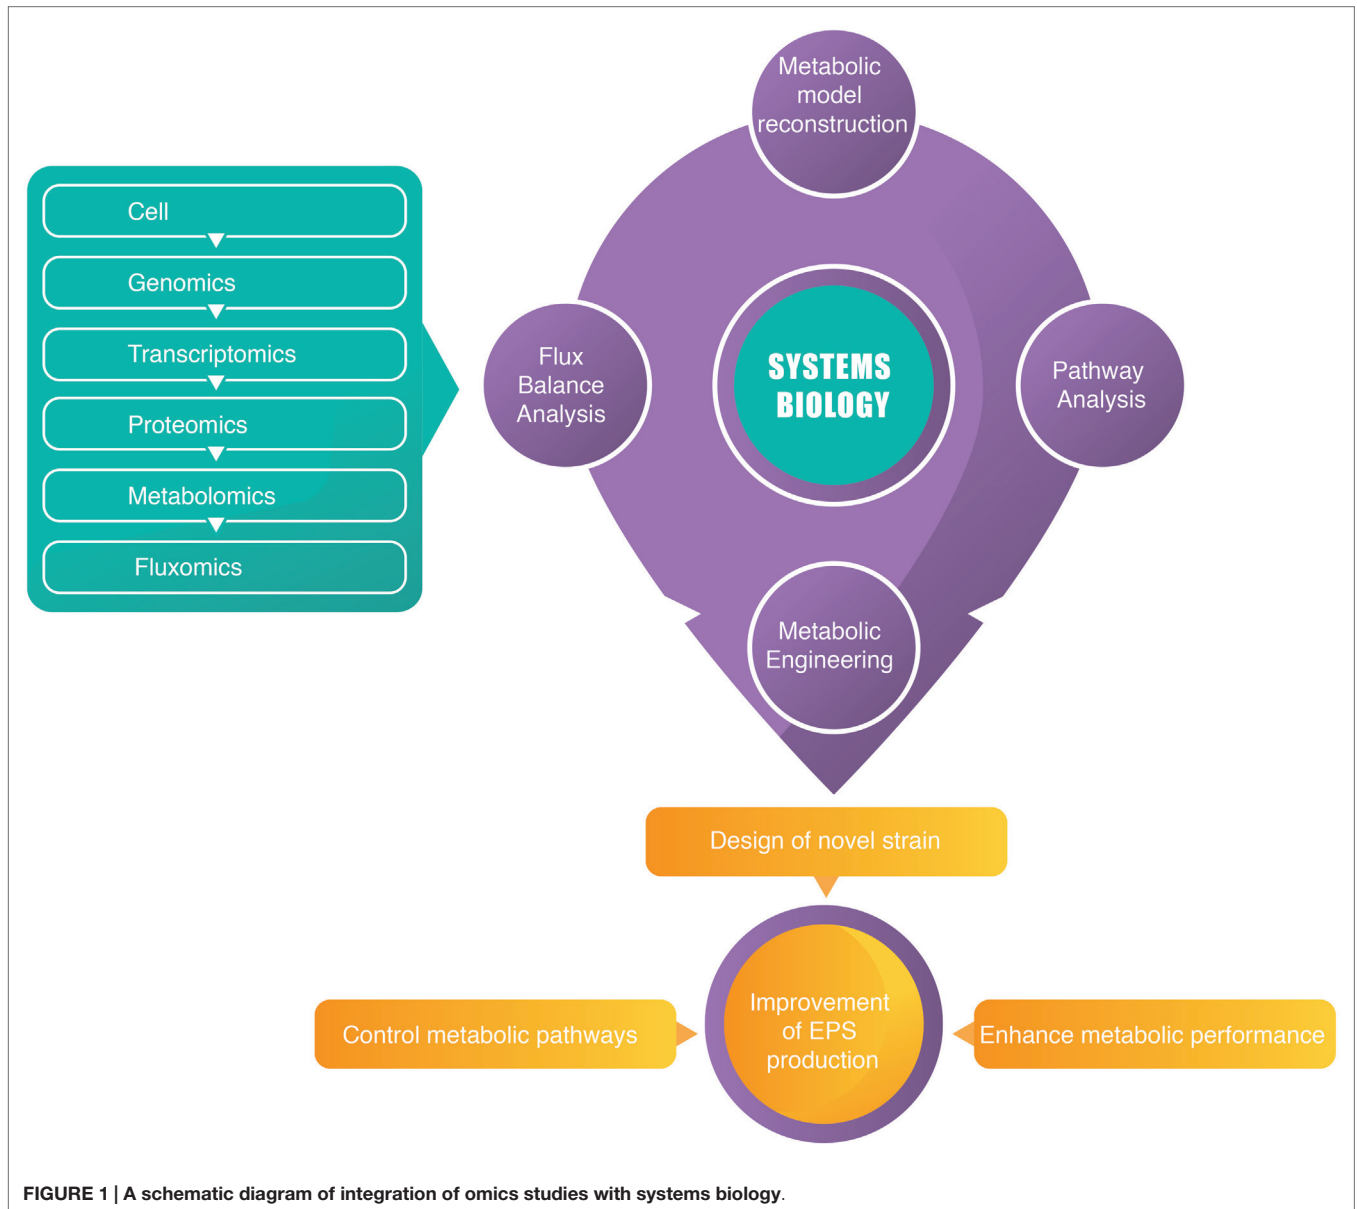 Metabolic
model
reconstruction
Cell
Genomics
Transcriptomics
Proteomics
Metabolomics
Fluxomics
Flux
Balance
Analysis
SYSTEMS
BIOLOGY
Pathway
Analysis
Metabolic
Engineering
Design of novel strain
Control metabolic pathways
Improvement
of EPS
production
Enhance metabolic performance
FIGURE 1 | A schematic diagram of integration of omics studies with systems biology.